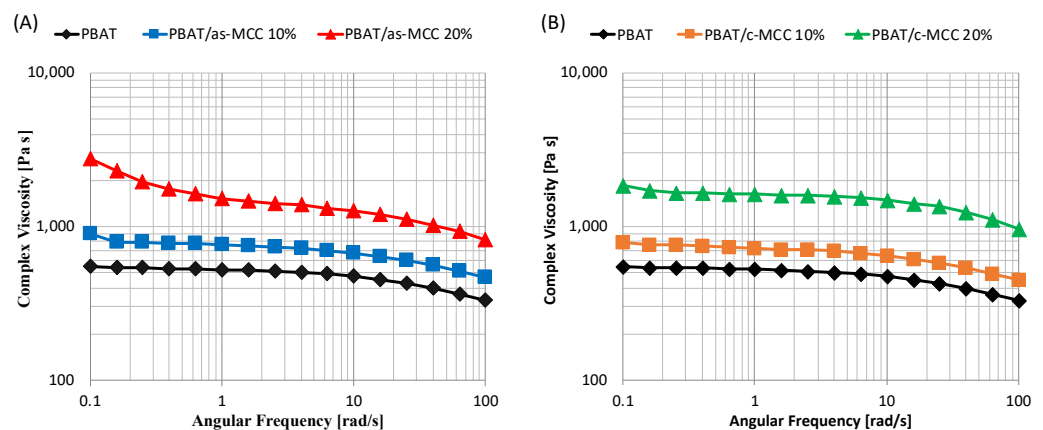 (A)
PBAT PBAT/as-MCC 10% PBAT/as-MCC 20%
10,000
1,000
100
Complex Viscosity [Pa s]
0.1 1 10 100
Angular Frequency [rad/s]
(B)
PBAT PBAT/c-MCC 10% PBAT/c-MCC 20%
10,000
1,000
100
Complex Viscosity [Pa s]
0.1 1 10 100
Angular Frequency [rad/s]